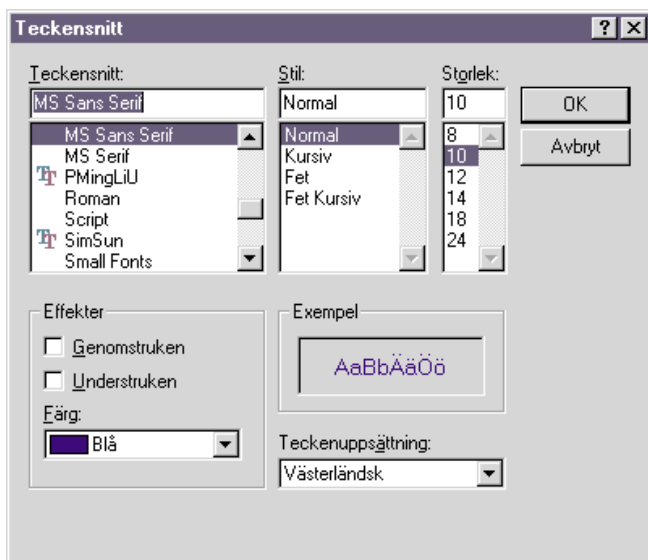 Teckensnitt
Teckensnitt:
MS Sans Serif
MS Sans Serif
MS Serif
PMingLiU
Roman
Script
SimSun
Small Fonts
Stil:
Normal
Normal
Kursiv
Fet
Fet Kursiv
Storlek:
10
8
10
12
14
18
24
OK
Avbryt
Effekter
Genomstruken
Understruken
Färg:
Blå
Exempel
AaBbÄäÖö
Teckenuppsättning:
Västerländsk